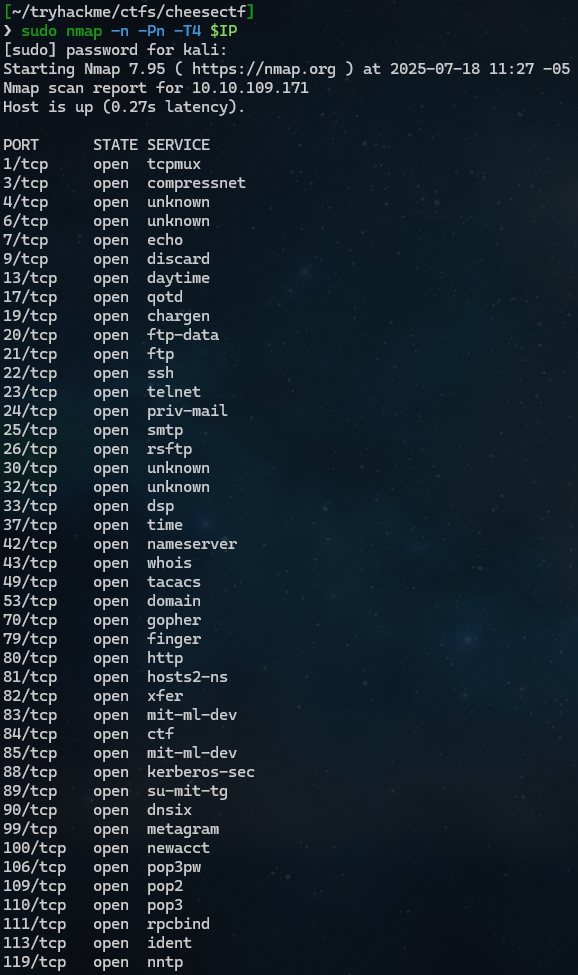 [~/tryhackme/ctfs/cheesectf]
❯ sudo nmap -n -Pn -T4 $IP
[sudo] password for kali:
Starting Nmap 7.95 ( https://nmap.org ) at 2025-07-18 11:27 -05
Nmap scan report for 10.10.109.171
Host is up (0.27s latency).
PORT STATE SERVICE
1/tcp open tcpmux
3/tcp open compressnet
4/tcp open unknown
6/tcp open unknown
7/tcp open echo
9/tcp open discard
13/tcp open daytime
17/tcp open qotd
19/tcp open chargen
20/tcp open ftp-data
21/tcp open ftp
22/tcp open ssh
23/tcp open telnet
24/tcp open priv-mail
25/tcp open smtp
26/tcp open rsftp
30/tcp open unknown
32/tcp open unknown
33/tcp open dsp
37/tcp open time
42/tcp open nameserver
43/tcp open whois
49/tcp open tacacs
53/tcp open domain
70/tcp open gopher
79/tcp open finger
80/tcp open http
81/tcp open hosts2-ns
82/tcp open xfer
83/tcp open mit-ml-dev
84/tcp open ctf
85/tcp open mit-ml-dev
88/tcp open kerberos-sec
89/tcp open su-mit-tg
90/tcp open dnsix
99/tcp open metagram
100/tcp open newacct
106/tcp open pop3pw
109/tcp open pop2
110/tcp open pop3
111/tcp open rpcbind
113/tcp open ident
119/tcp open nntp